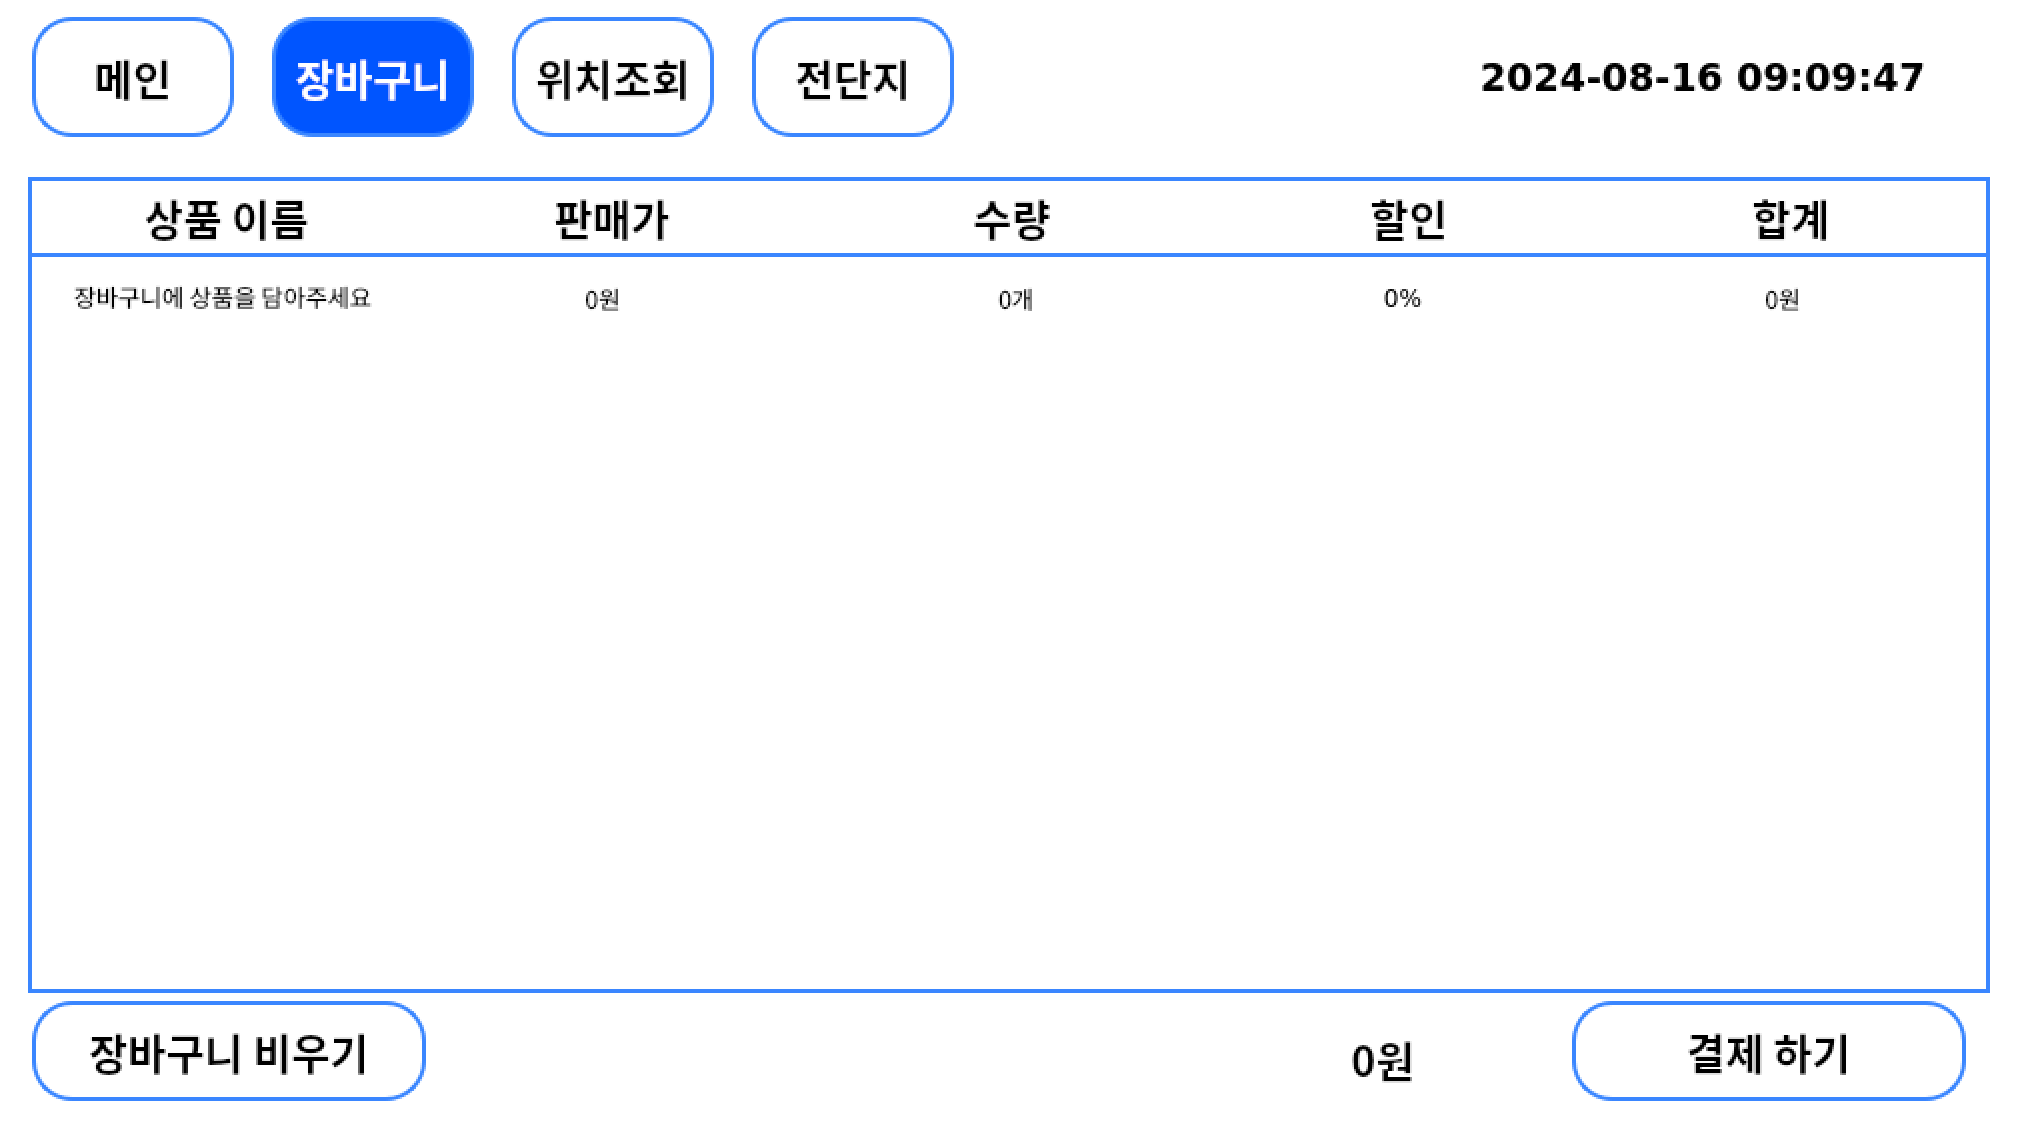 메인 장바구니 위치조회 전단지 2024-08-16 09:09:47
상품 이름 판매가 수량 할인 합계
장바구니에 상품을 담아주세요 0원 0개 0% 0원
장바구니 비우기 0원 결제 하기